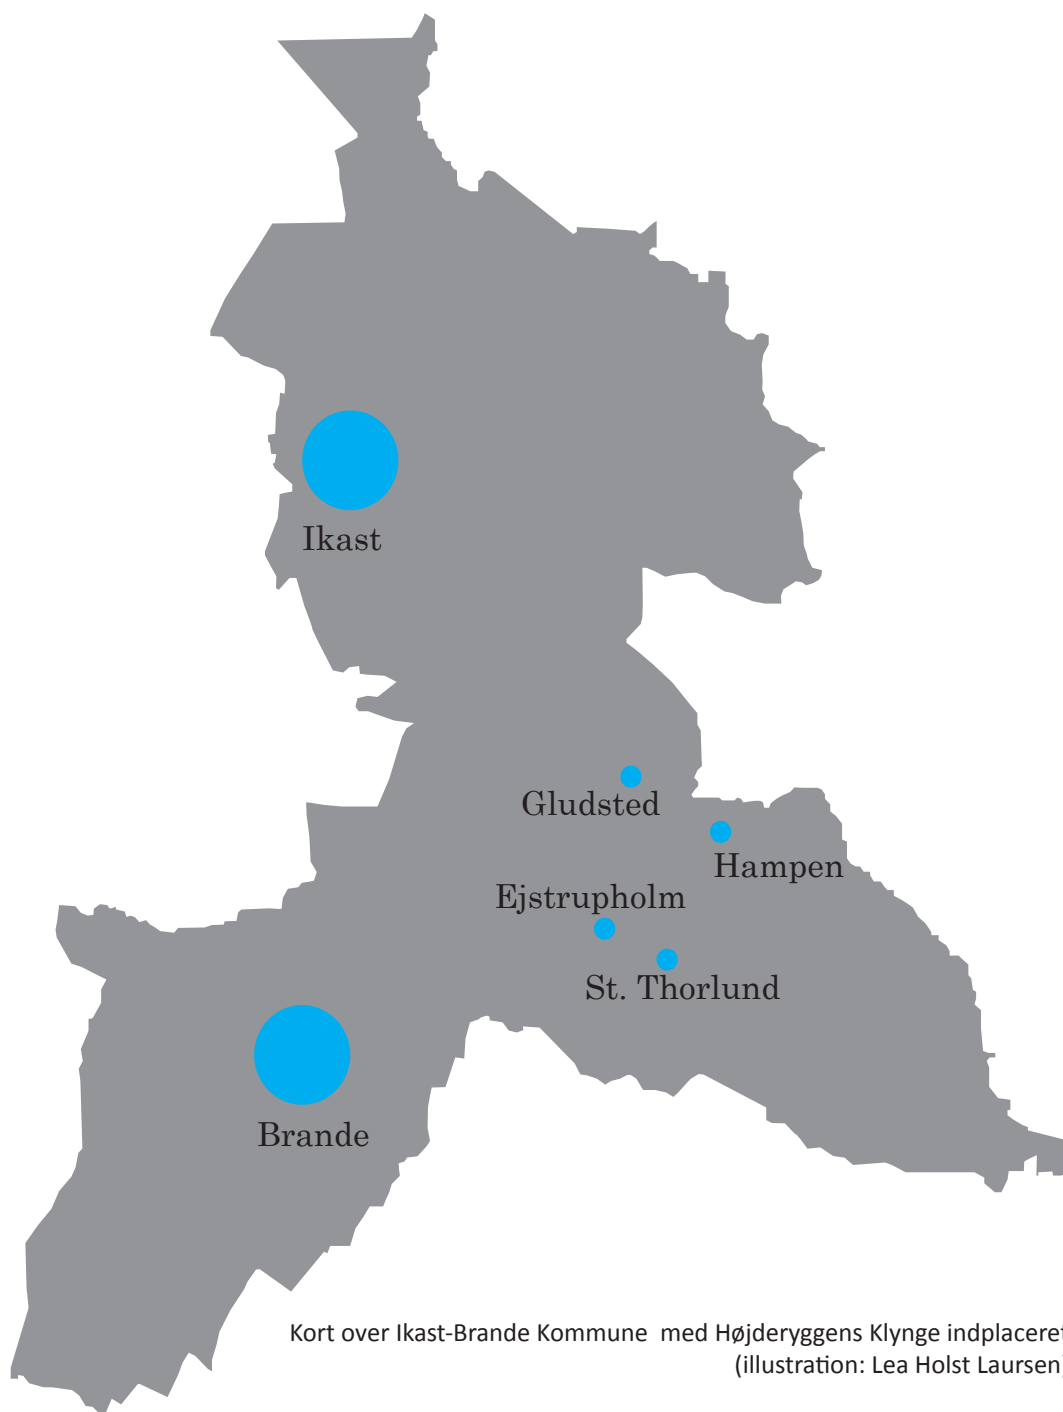 Ikast
Gludsted
Hampen
Ejstrupholm
St. Thorlund
Brande
Kort over Ikast-Brande Kommune med Højderyggens Klynge indplaceret
(illustration: Lea Holst Laursen)